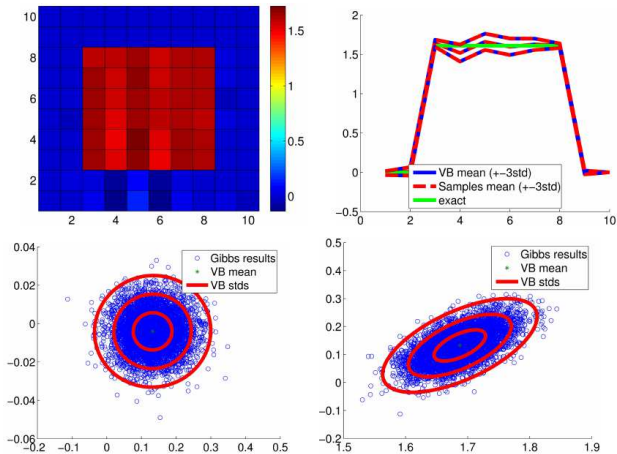 10
8
6
4
2
2 4 6 8 10
1.5
1
0.5
0
2
1.5
1
0.5
0
-0.5
0 2 4 6 8 10
VB mean (+-3std)
Samples mean (+-3std)
exact
0.04
0.02
0
-0.02
-0.04
-0.06
-0.2 -0.1 0 0.1 0.2 0.3 0.4 0.5
Gibbs results
VB mean
VB stds
0.5
0.4
0.3
0.2
0.1
0
-0.1
-0.2
1.5 1.6 1.7 1.8 1.9
Gibbs results
VB mean
VB stds